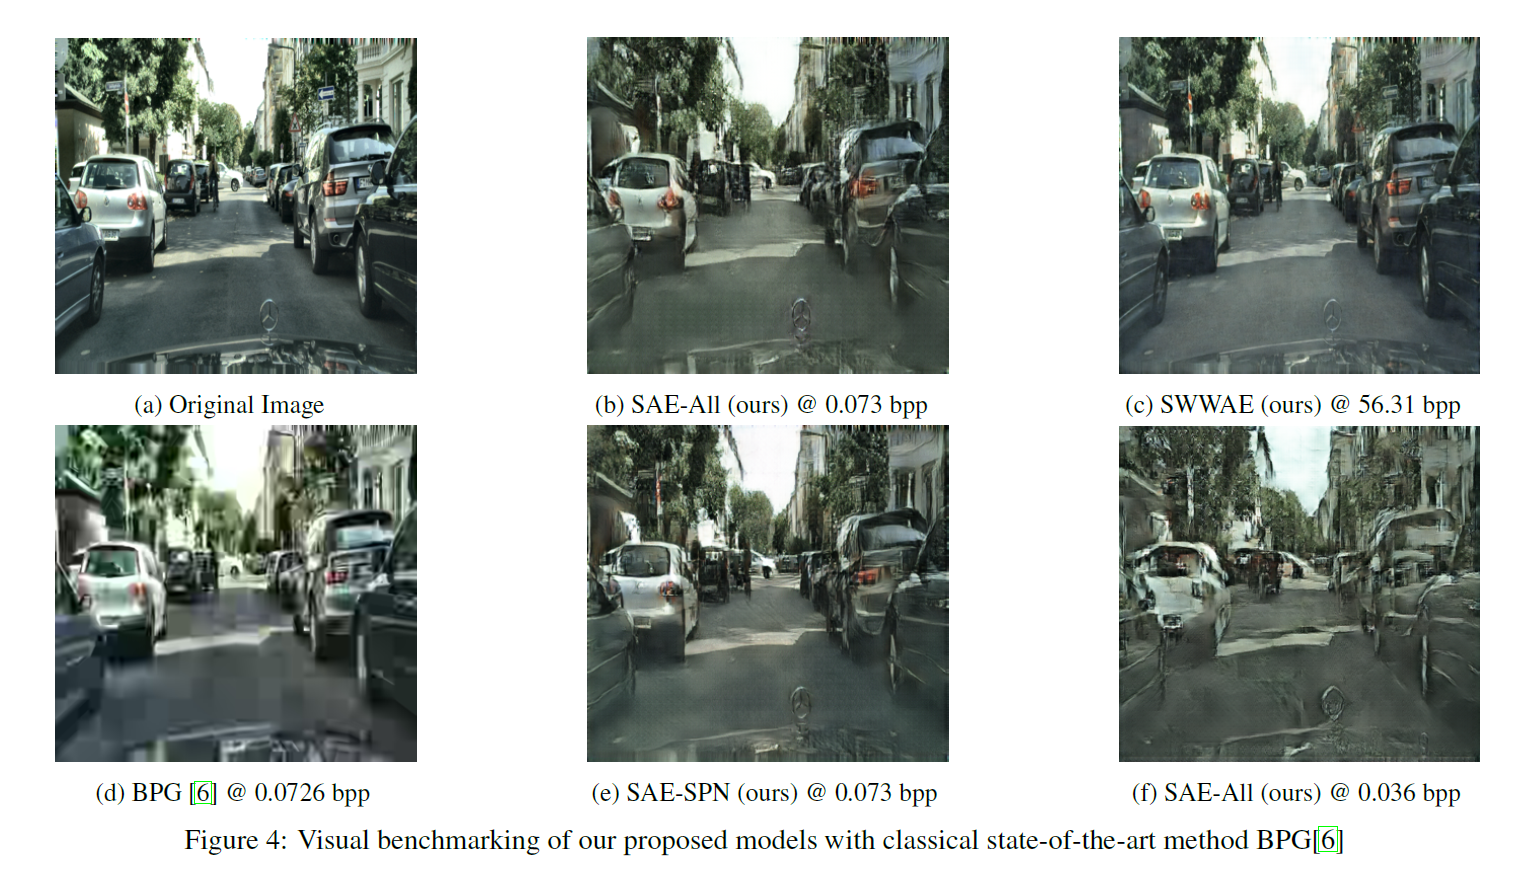 (a) Original Image
(b) SAE-All (ours) @ 0.073 bpp
(c) SWWAE (ours) @ 56.31 bpp
(d) BPG [6] @ 0.0726 bpp
(e) SAE-SPN (ours) @ 0.073 bpp
(f) SAE-All (ours) @ 0.036 bpp
Figure 4: Visual benchmarking of our proposed models with classical state-of-the-art method BPG[6]